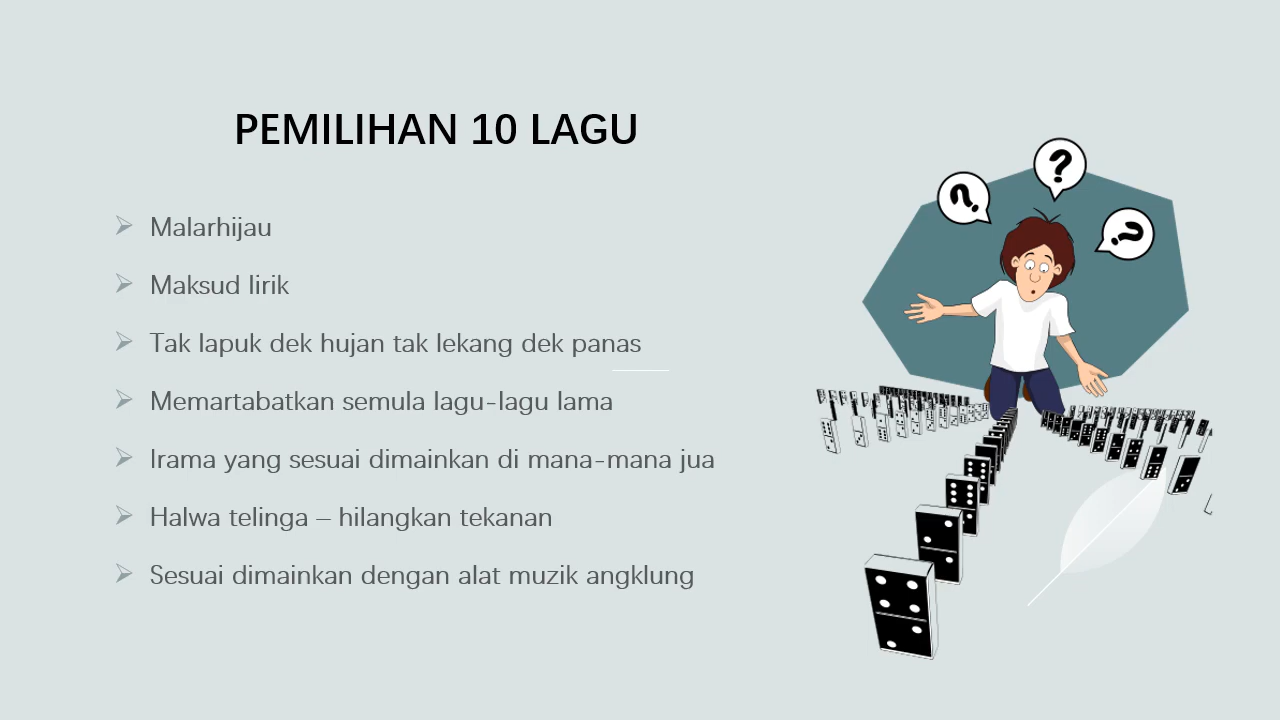 PEMILIHAN 10 LAGU
Malarhijau
Maksud lirik
Tak lapuk dek hujan tak lekang dek panas
Memartabatkan semula lagu-lagu lama
Irama yang sesuai dimainkan di mana-mana jua
Halwa telinga – hilangkan tekanan
Sesuai dimainkan dengan alat muzik angklung
?
?
?